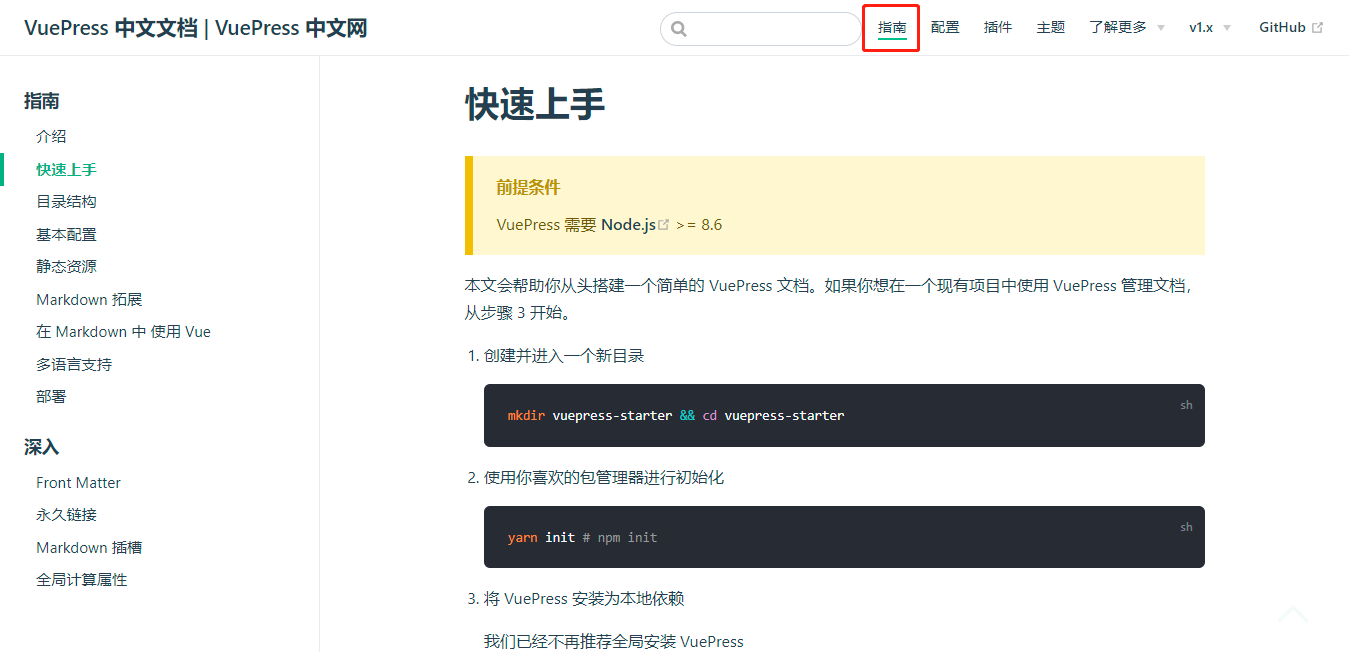 VuePress 中文文档 | VuePress 中文网
指南 配置 插件 主题 了解更多 v1.x GitHub
指南
介绍
快速上手
目录结构
基本配置
静态资源
Markdown 拓展
在 Markdown 中 使用 Vue
多语言支持
部署
深入
Front Matter
永久链接
Markdown 插槽
全局计算属性
快速上手
前提条件
VuePress 需要 Node.js >= 8.6
本文会帮助你从头搭建一个简单的 VuePress 文档。如果你想在一个现有项目中使用 VuePress 管理文档，
从步骤 3 开始。
1. 创建并进入一个新目录
sh
mkdir vuepress-starter && cd vuepress-starter
2. 使用你喜欢的包管理器进行初始化
sh
yarn init # npm init
3. 将 VuePress 安装为本地依赖
我们已经不再推荐全局安装 VuePress